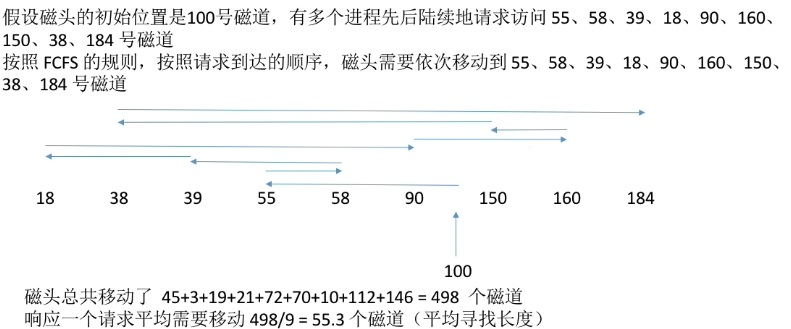 假设磁头的初始位置是100号磁道，有多个进程先后陆续地请求访问 55、58、39、18、90、160、
150、38、184 号磁道
按照 FCFS 的规则，按照请求到达的顺序，磁头需要依次移动到 55、58、39、18、90、160、150、
38、184 号磁道
18 38 39 55 58 90 150 160 184
100
磁头总共移动了 45+3+19+21+72+70+10+112+146 = 498 个磁道
响应一个请求平均需要移动 498/9 = 55.3 个磁道（平均寻找长度）